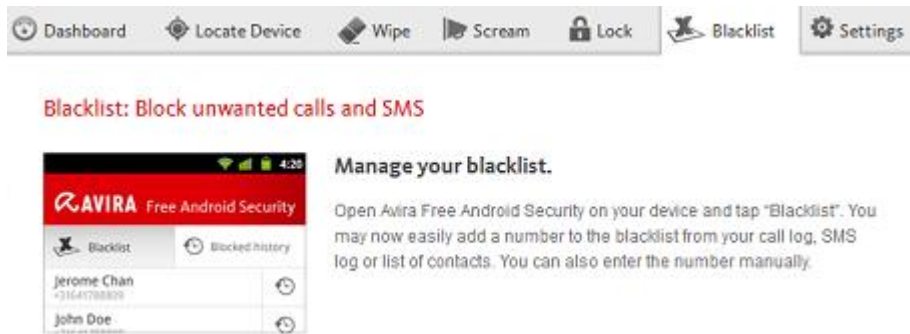 Dashboard Locate Device Wipe Scream Lock Blacklist Settings
Blacklist: Block unwanted calls and SMS
4:20
AVIRA Free Android Security
Blacklist Blocked history
Jerome Chan
John Doe
Manage your blacklist.
Open Avira Free Android Security on your device and tap "Blacklist". You
may now easily add a number to the blacklist from your call log, SMS
log or list of contacts. You can also enter the number manually.